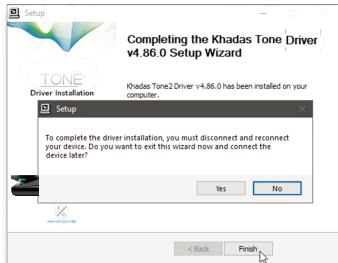 Setup
Completing the Khadas Tone Driver
v4.86.0 Setup Wizard
TONE
Driver Installation
Khadas Tone2 Driver v4.86.0 has been installed on your
computer.
Setup
To complete the driver installation, you must disconnect and reconnect
your device. Do you want to exit this wizard now and connect the
device later?
Yes
No
< Back
Finish